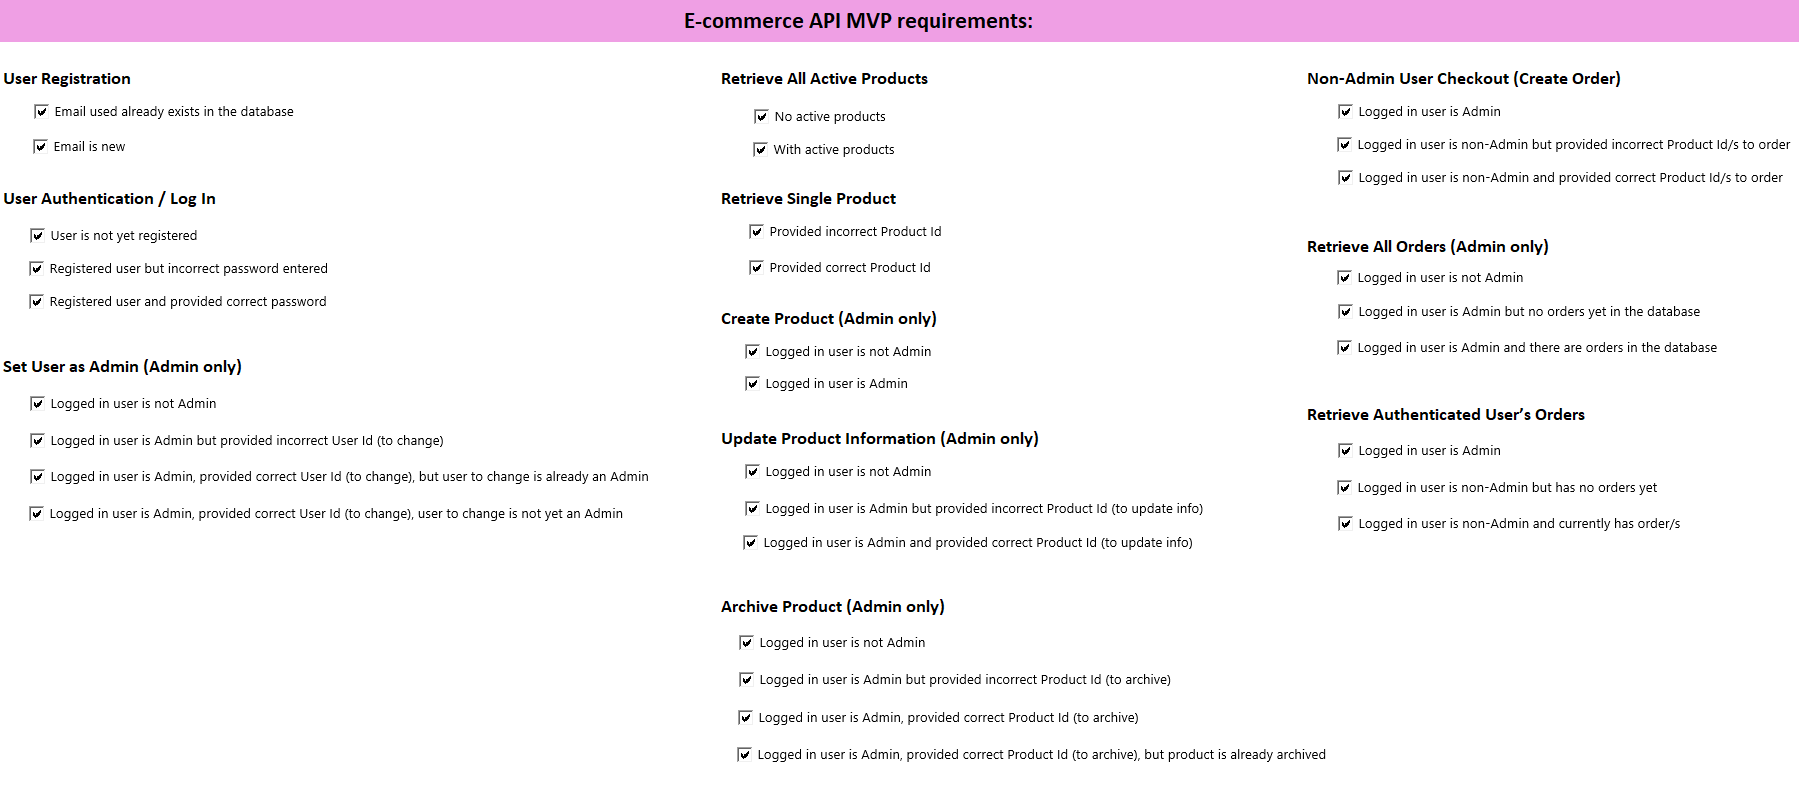 E-commerce API MVP requirements:
User Registration
Email used already exists in the database
Email is new
User Authentication / Log In
User is not yet registered
Registered user but incorrect password entered
Registered user and provided correct password
Set User as Admin (Admin only)
Logged in user is not Admin
Logged in user is Admin but provided incorrect User Id (to change)
Logged in user is Admin, provided correct User Id (to change), but user to change is already an Admin
Logged in user is Admin, provided correct User Id (to change), user to change is not yet an Admin
Retrieve All Active Products
No active products
With active products
Retrieve Single Product
Provided incorrect Product Id
Provided correct Product Id
Create Product (Admin only)
Logged in user is not Admin
Logged in user is Admin
Update Product Information (Admin only)
Logged in user is not Admin
Logged in user is Admin but provided incorrect Product Id (to update info)
Logged in user is Admin and provided correct Product Id (to update info)
Archive Product (Admin only)
Logged in user is not Admin
Logged in user is Admin but provided incorrect Product Id (to archive)
Logged in user is Admin, provided correct Product Id (to archive)
Logged in user is Admin, provided correct Product Id (to archive), but product is already archived
Non-Admin User Checkout (Create Order)
Logged in user is Admin
Logged in user is non-Admin but provided incorrect Product Id/s to order
Logged in user is non-Admin and provided correct Product Id/s to order
Retrieve All Orders (Admin only)
Logged in user is not Admin
Logged in user is Admin but no orders yet in the database
Logged in user is Admin and there are orders in the database
Retrieve Authenticated User’s Orders
Logged in user is Admin
Logged in user is non-Admin but has no orders yet
Logged in user is non-Admin and currently has order/s